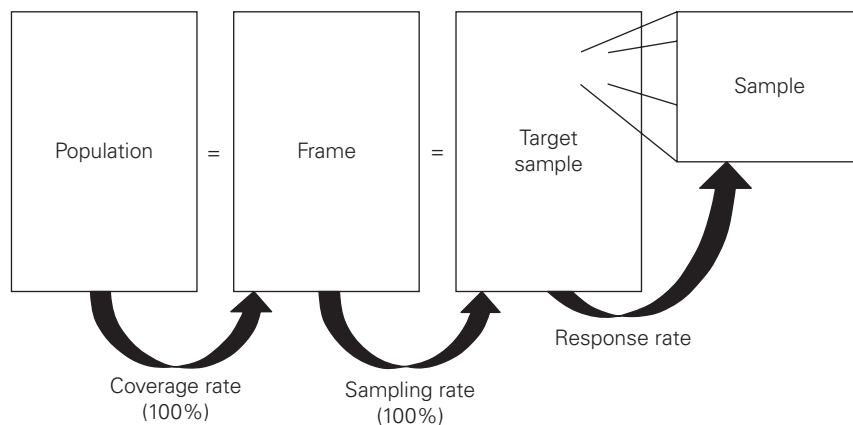 Population
=
Frame
=
Target
sample
Sample
Coverage rate
(100%)
Sampling rate
(100%)
Response rate